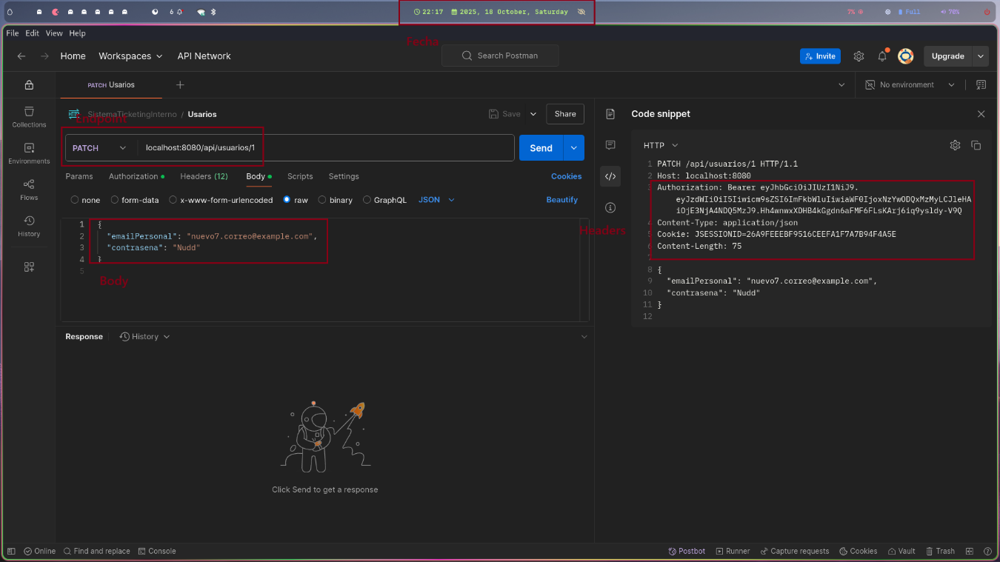 6
22:17 2025, 18 October, Saturday
7%
Full
70%
File Edit View Help
Fecha
Home Workspaces API Network
Search Postman
Invite
Upgrade
PATCH Usarios
No environment
Collections
Environments
Flows
History
SistemaTicketingInterno / Usarios
Save
Share
Endpoint
PATCH localhost:8080/api/usuarios/1
Send
Params Authorization Headers (12) Body Scripts Settings
Cookies
none form-data x-www-form-urlencoded raw binary GraphQL JSON
Beautify
1 {
2 "emailPersonal": "nuevo7.correo@example.com",
3 "contrasena": "Nudd"
4 }
5
Body
Response History
Click Send to get a response
Code snippet
HTTP
1 PATCH /api/usuarios/1 HTTP/1.1
2 Host: localhost:8080
3 Authorization: Bearer eyJhbGciOiJIUzI1NiJ9.
eyJzdWIiOiI5Iiwicm9sZSI6ImFkbWluIiwiaWF0IjoxNzYwODQxMzMyLCJleHA
iOjE3NjA4NDQ5MzJ9.Hh4wnwxXDHB4kGgdn6aFMF6FLsKArj6iq9ysldy-V9Q
4 Content-Type: application/json
5 Cookie: JSESSIONID=26A9FEEEBF9516CEEFA1F7A7B94F4A5E
6 Content-Length: 75
7
8 {
9 "emailPersonal": "nuevo7.correo@example.com",
10 "contrasena": "Nudd"
11 }
12
Headers
Online Find and replace Console
Postbot Runner Capture requests Cookies Vault Trash